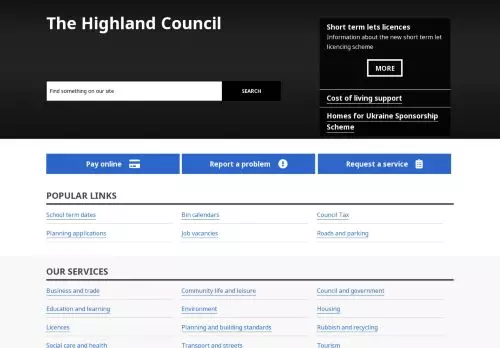 The Highland Council
Short term lets licences
Information about the new short term let
licencing scheme
MORE
Find something on our site
SEARCH
Cost of living support
Homes for Ukraine Sponsorship
Scheme
Pay online
Report a problem
Request a service
POPULAR LINKS
School term dates
Bin calendars
Council Tax
Planning applications
Job vacancies
Roads and parking
OUR SERVICES
Business and trade
Community life and leisure
Council and government
Education and learning
Environment
Housing
Licences
Planning and building standards
Rubbish and recycling
Social care and health
Transport and streets
Tourism